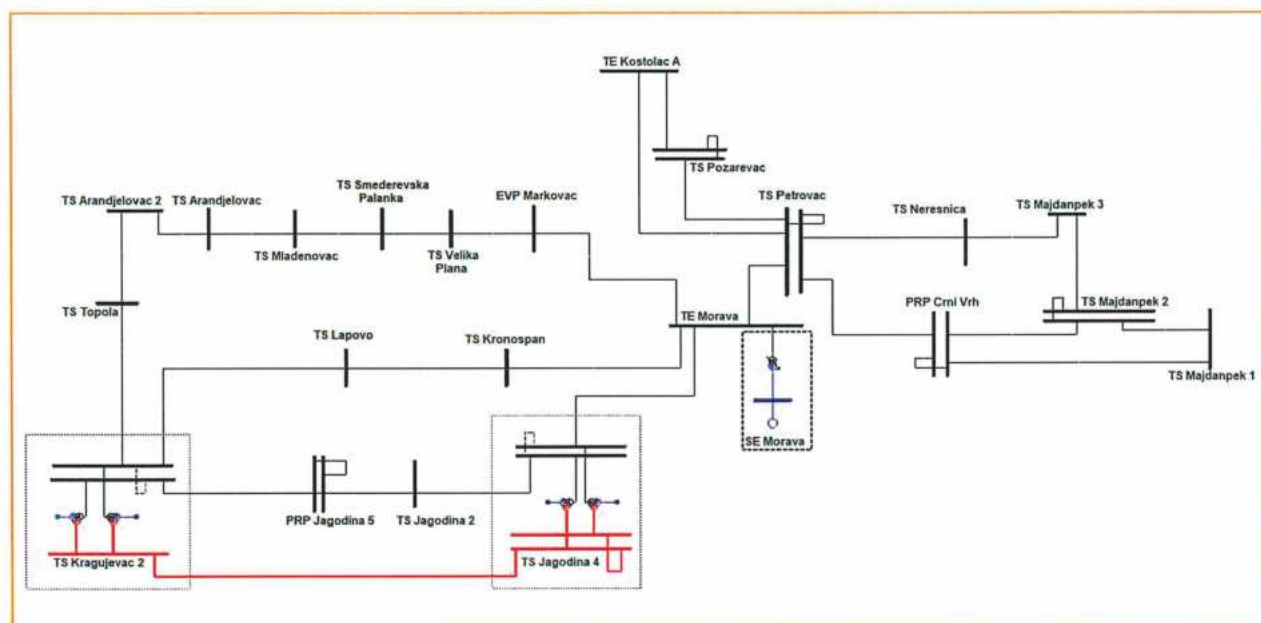 TE Kostolac A
TS Pozarevac
TS Smederevska
Palanka
EVP Markovac
TS Petrovac
TS Arandjelovac 2
TS Arandjelovac
TS Neresnica
TS Majdanpek 3
TS Mladenovac
TS Velika
Plana
TS Topola
TE Morava
PRP Crni Vrh
TS Majdanpek 2
TS Lapovo
TS Kronospan
TS Majdanpek 1
SE Morava
PRP Jagodina 5
TS Jagodina 2
TS Kragujevac 2
TS Jagodina 4